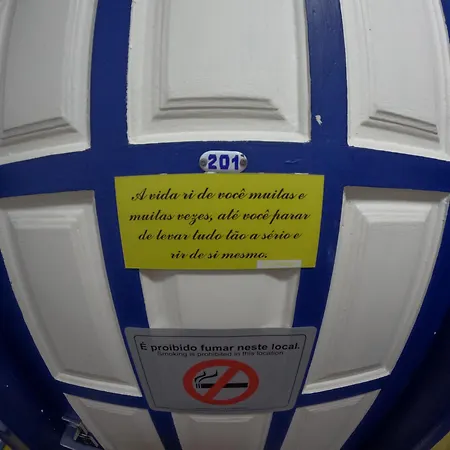 201
A vida ri de você muitas e
muitas vezes, até você parar
de levar tudo tão a sério e
rir de si mesmo.
É proibido fumar neste local.
Smoking is prohibited in this location